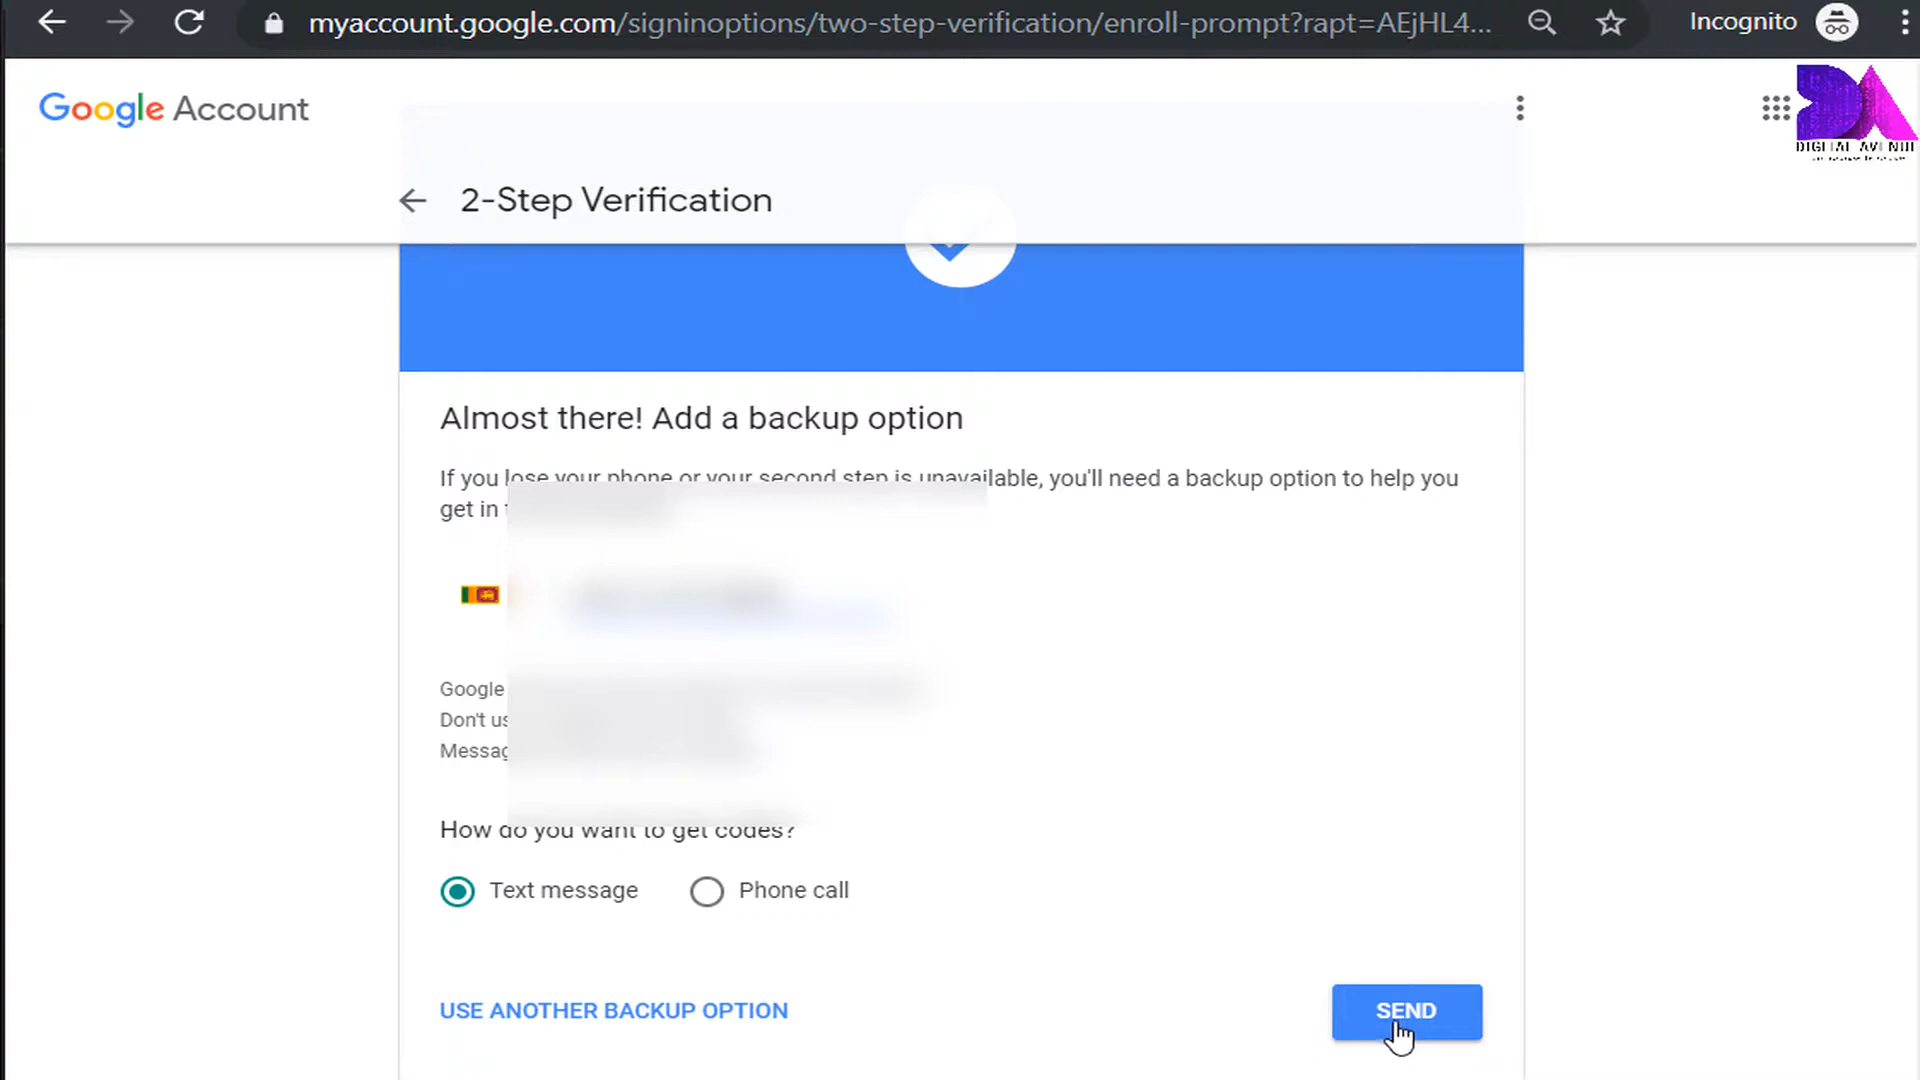 myaccount.google.com/signinoptions/two-step-verification/enroll-prompt?rapt=AEjHL4...
Incognito
Google Account
DIGITAL AVENUE
2-Step Verification
Almost there! Add a backup option
If you lose your phone or your second step is unavailable, you'll need a backup option to help you
get in
Google
Don't
How do you want to get codes?
Text message
Phone call
USE ANOTHER BACKUP OPTION
SEND